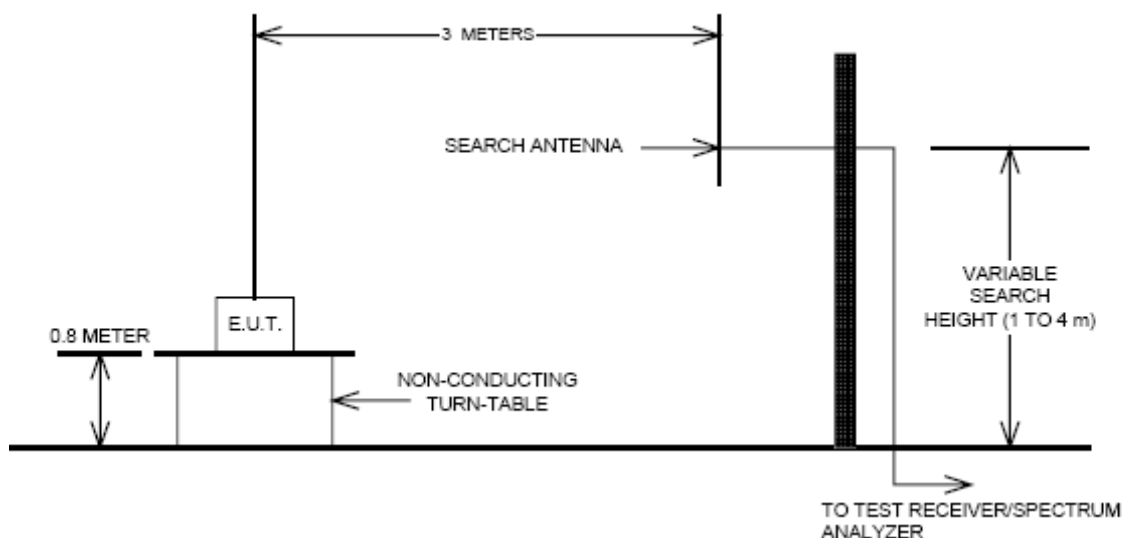 3 METERS
SEARCH ANTENNA
VARIABLE
SEARCH
HEIGHT (1 TO 4 m)
E.U.T.
0.8 METER
NON-CONDUCTING
TURN-TABLE
TO TEST RECEIVER/SPECTRUM
ANALYZER